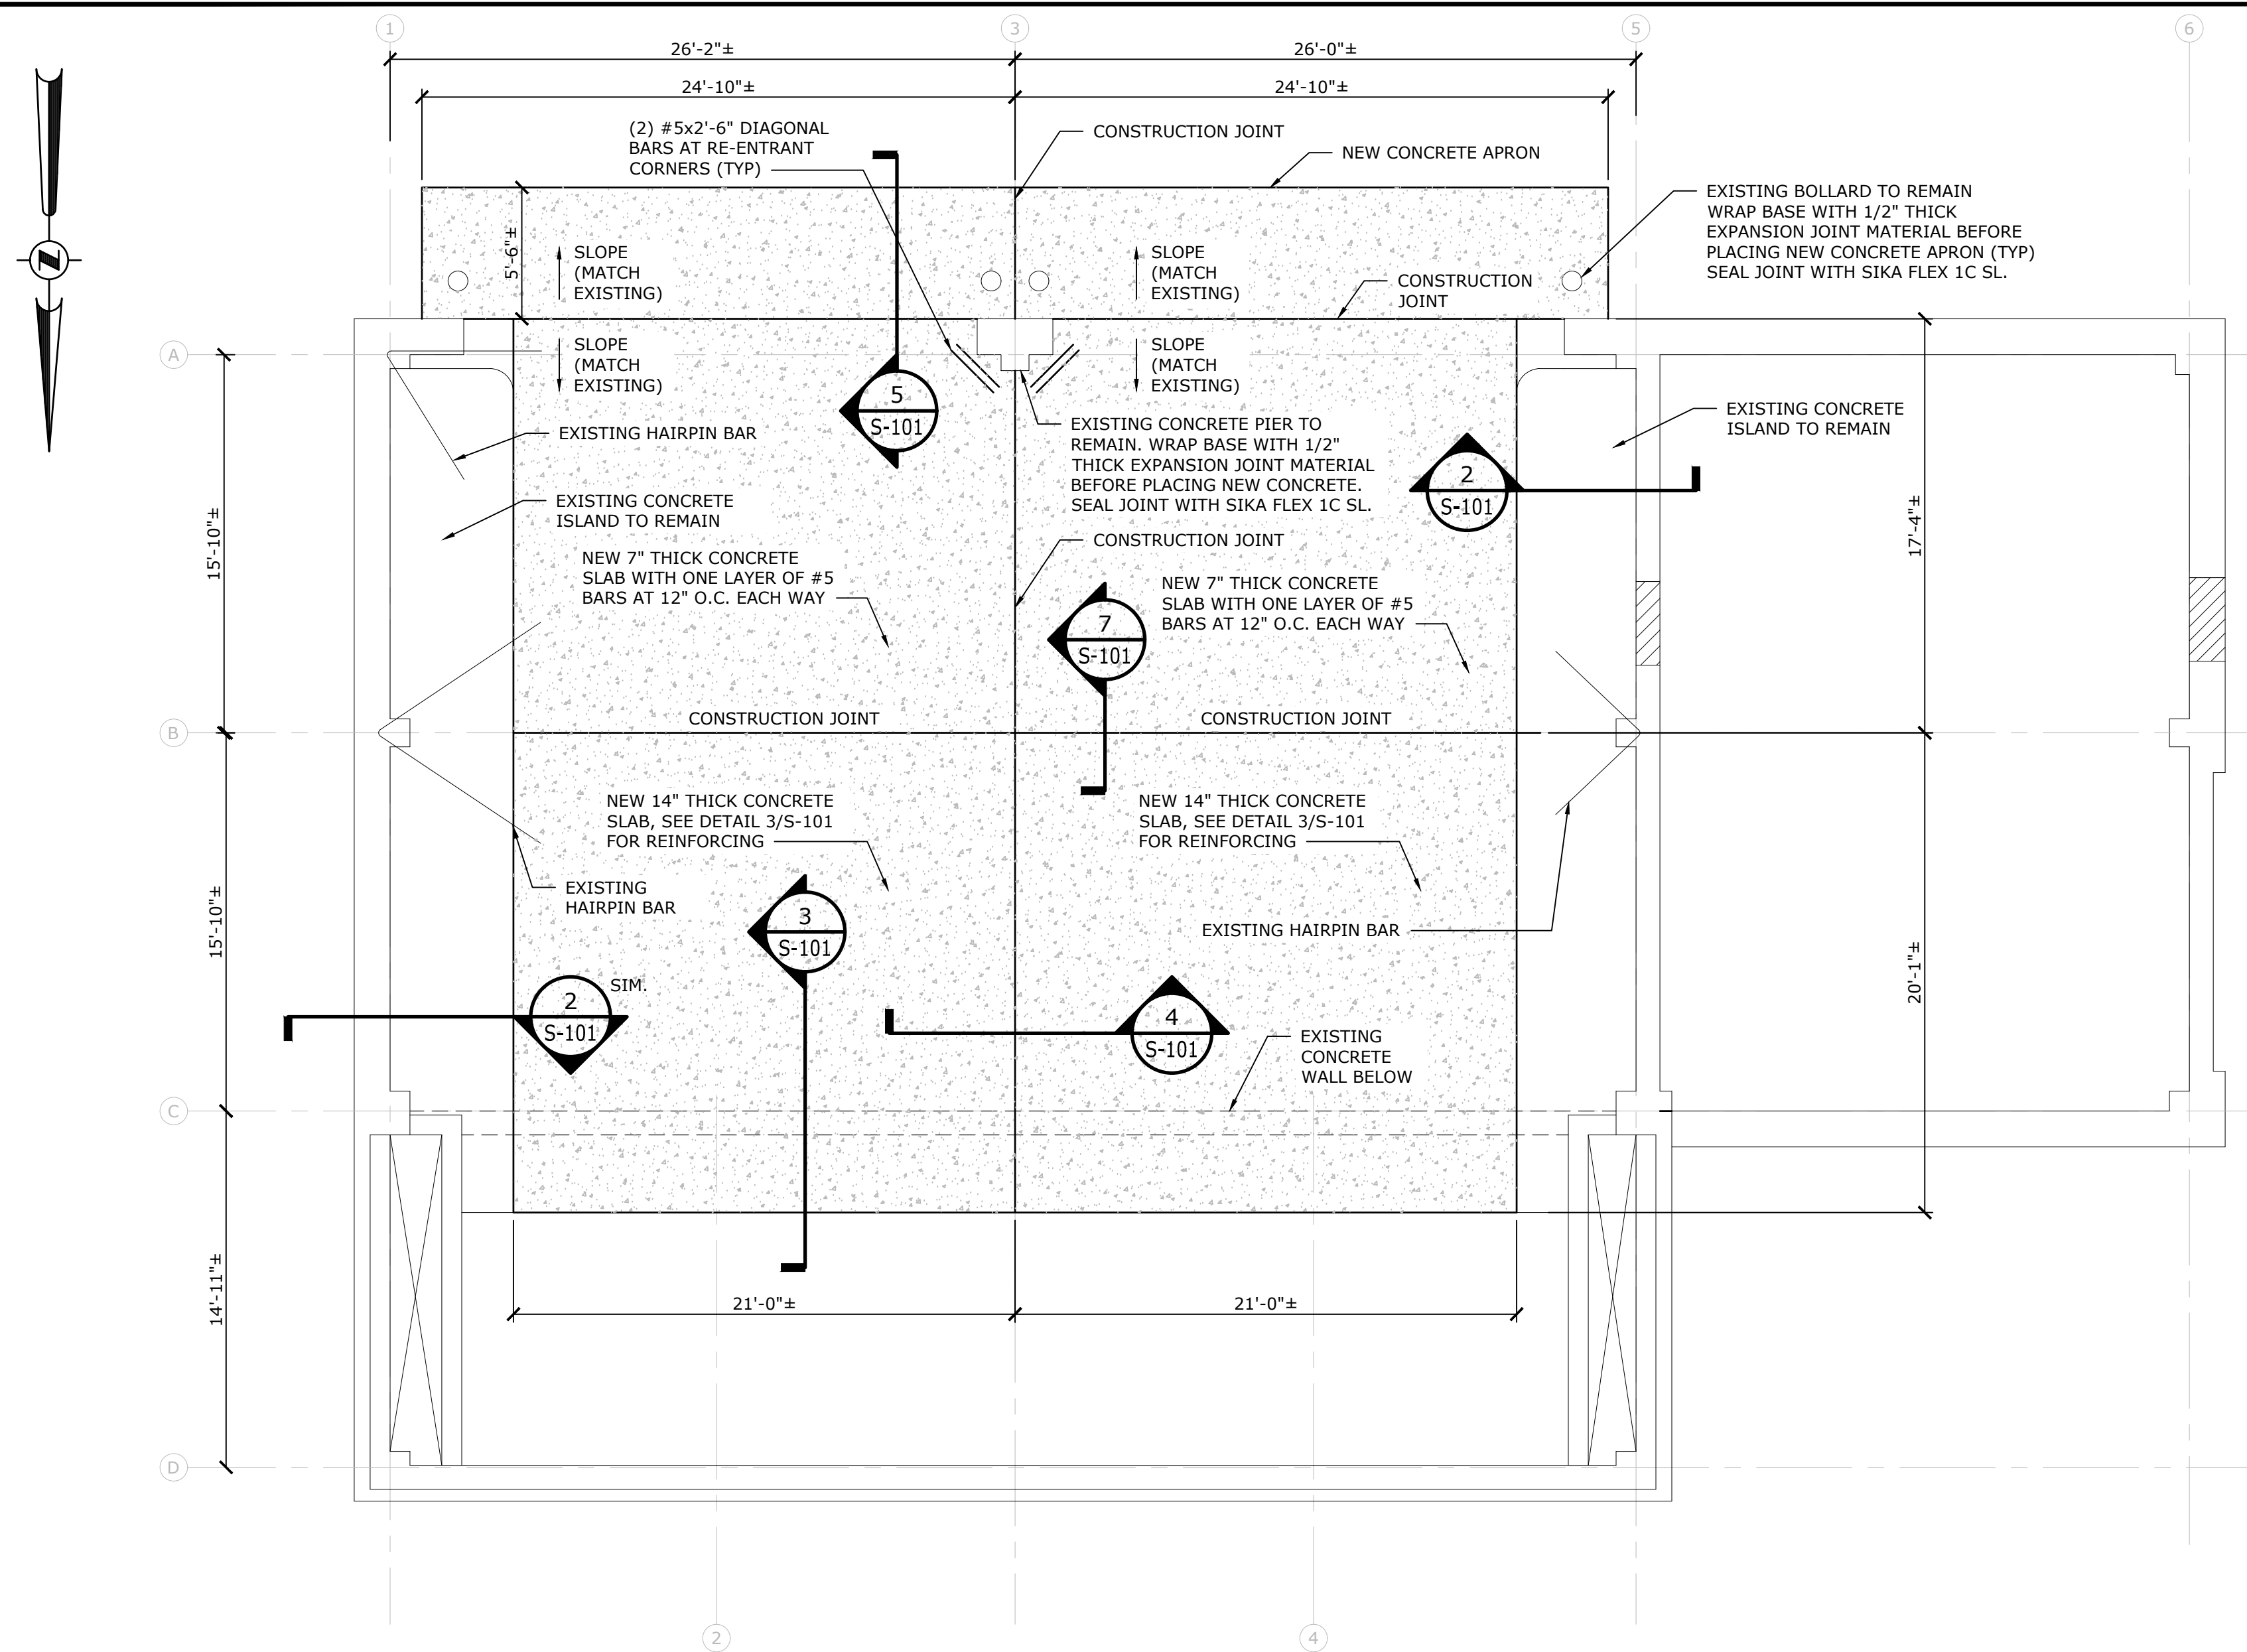 1
3
5
6
26'-2"±
26'-0"±
24'-10"±
24'-10"±
(2) #5x2'-6" DIAGONAL
BARS AT RE-ENTRANT
CORNERS (TYP)
CONSTRUCTION JOINT
NEW CONCRETE APRON
EXISTING BOLLARD TO REMAIN
WRAP BASE WITH 1/2" THICK
EXPANSION JOINT MATERIAL BEFORE
PLACING NEW CONCRETE APRON (TYP)
SEAL JOINT WITH SIKA FLEX 1C SL.
N
5'-6"±
SLOPE
(MATCH
EXISTING)
SLOPE
(MATCH
EXISTING)
CONSTRUCTION
JOINT
A
SLOPE
(MATCH
EXISTING)
SLOPE
(MATCH
EXISTING)
5
S-101
EXISTING HAIRPIN BAR
EXISTING CONCRETE PIER TO
REMAIN. WRAP BASE WITH 1/2"
THICK EXPANSION JOINT MATERIAL
BEFORE PLACING NEW CONCRETE.
SEAL JOINT WITH SIKA FLEX 1C SL.
EXISTING CONCRETE
ISLAND TO REMAIN
2
S-101
EXISTING CONCRETE
ISLAND TO REMAIN
15'-10"±
17'-4"±
CONSTRUCTION JOINT
NEW 7" THICK CONCRETE
SLAB WITH ONE LAYER OF #5
BARS AT 12" O.C. EACH WAY
NEW 7" THICK CONCRETE
SLAB WITH ONE LAYER OF #5
BARS AT 12" O.C. EACH WAY
7
S-101
B
CONSTRUCTION JOINT
CONSTRUCTION JOINT
NEW 14" THICK CONCRETE
SLAB, SEE DETAIL 3/S-101
FOR REINFORCING
NEW 14" THICK CONCRETE
SLAB, SEE DETAIL 3/S-101
FOR REINFORCING
EXISTING
HAIRPIN BAR
15'-10"±
3
S-101
EXISTING HAIRPIN BAR
20'-1"±
2
S-101
SIM.
4
S-101
EXISTING
CONCRETE
WALL BELOW
C
14'-11"±
21'-0"±
21'-0"±
D
2
4